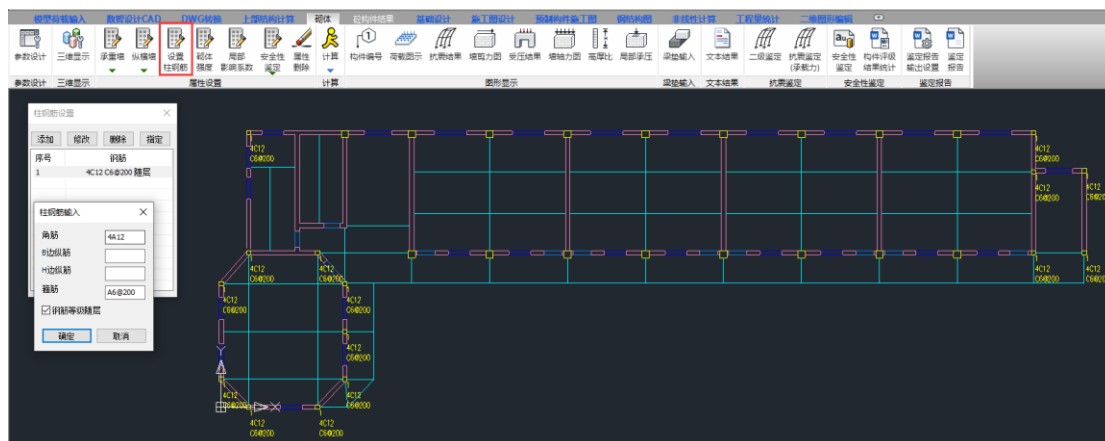 模型荷载输入 数智设计CAD DWG转换 上部结构计算 砌体 砼构件结果 基础设计 施工图设计 预制构件施工图 钢结构图 非线性计算 工程量统计 二维图形编辑
参数设计 三维显示 承重墙 纵横墙 设置柱钢筋 砌体强度 局部影响系数 安全性鉴定 属性删除 计算 构件编号 荷载图示 抗震结果 墙剪力图 受压结果 墙轴力图 高厚比 局部承压 梁垫输入 文本结果 二级鉴定 抗震鉴定(承载力) 安全性鉴定 构件评级结果统计 鉴定报告输出设置 鉴定报告
参数设计 三维显示 属性设置 计算 图形显示 梁垫输入 文本结果 抗震鉴定 安全性鉴定 鉴定报告
柱钢筋设置
添加 修改 删除 指定
序号 钢筋
1 4C12 C6@200 随层
柱钢筋输入
角筋 4A12
B边纵筋
H边纵筋
箍筋 A6@200
钢筋等级随层
确定 取消
4C12
C6@200
4C12
C6@200
4C12
C6@200
4C12
C6@200
4C12
C6@200
4C12
C6@200
4C12
C6@200
4C12
C6@200
4C12
C6@200
4C12
C6@200
4C12
C6@200
4C12
C6@200
Y
4C12
C6@200
X
4C12
C6@200
4C12
C6@200
4C12
C6@200